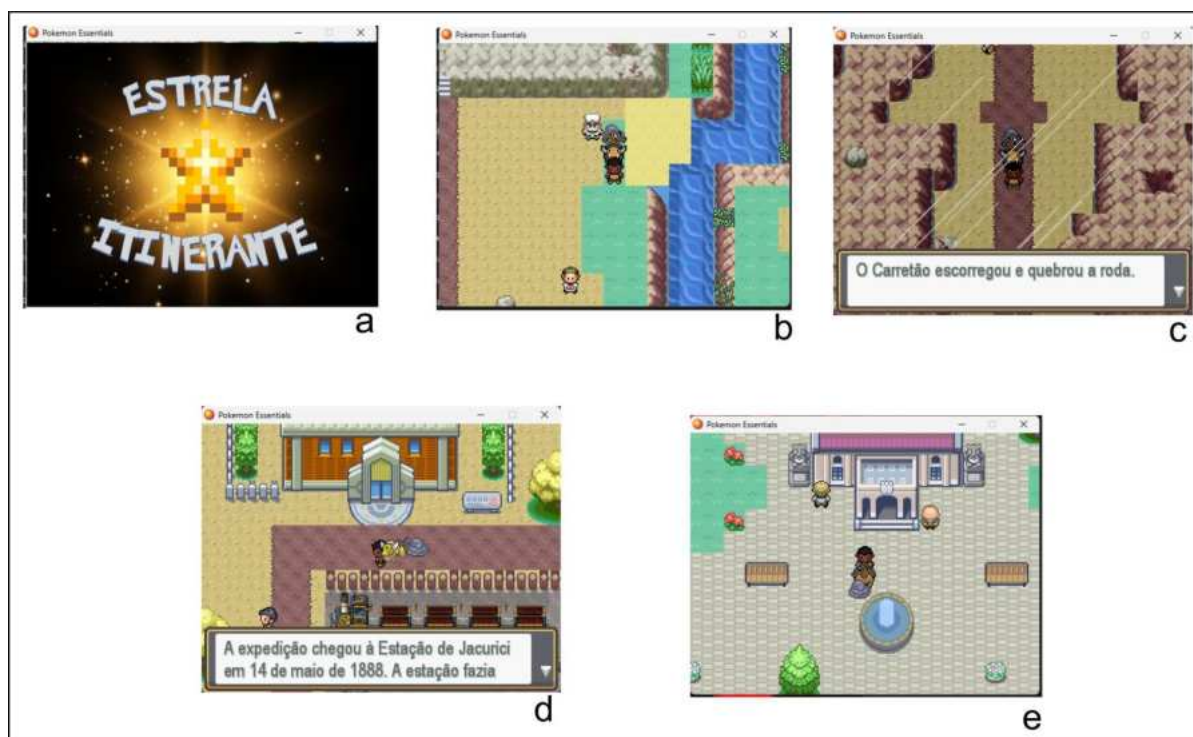 Pokemon Essentials
ESTRELA
ITINERANTE
a
Pokemon Essentials
b
Pokemon Essentials
O Carretão escorregou e quebrou a roda.
c
Pokemon Essentials
A expedição chegou à Estação de Jacurici
em 14 de maio de 1888. A estação fazia
d
Pokemon Essentials
e